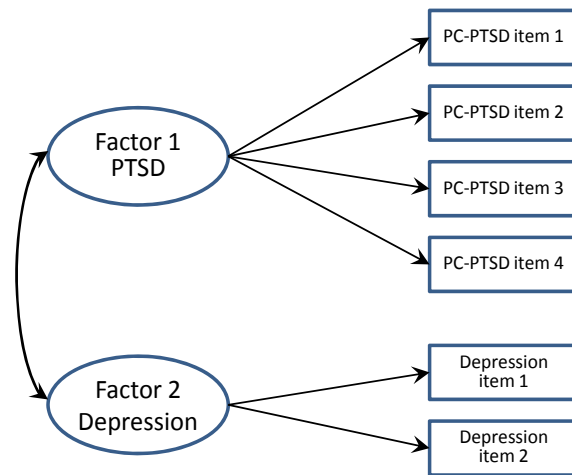 PC-PTSD item 1
PC-PTSD item 2
Factor 1
PTSD
PC-PTSD item 3
PC-PTSD item 4
Depression
item 1
Factor 2
Depression
Depression
item 2